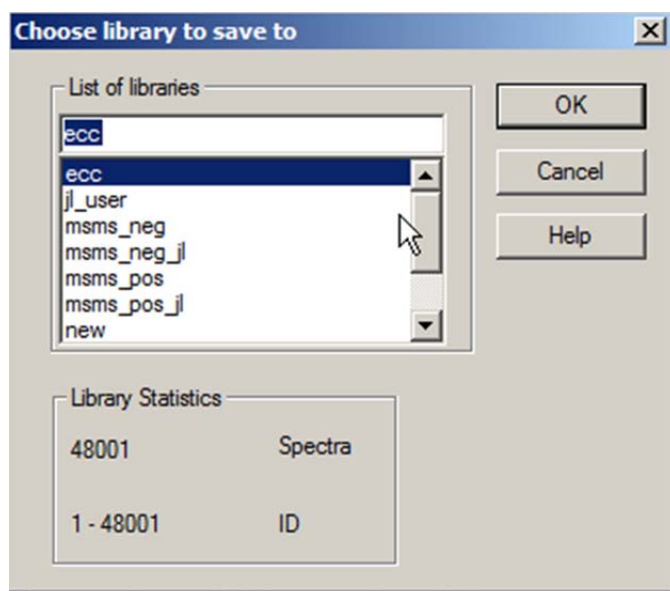 Choose library to save to
List of libraries
OK
ecc
ecc
Cancel
jl_user
msms_neg
Help
msms_neg_jl
msms_pos
msms_pos_jl
new
Library Statistics
48001 Spectra
1 - 48001 ID